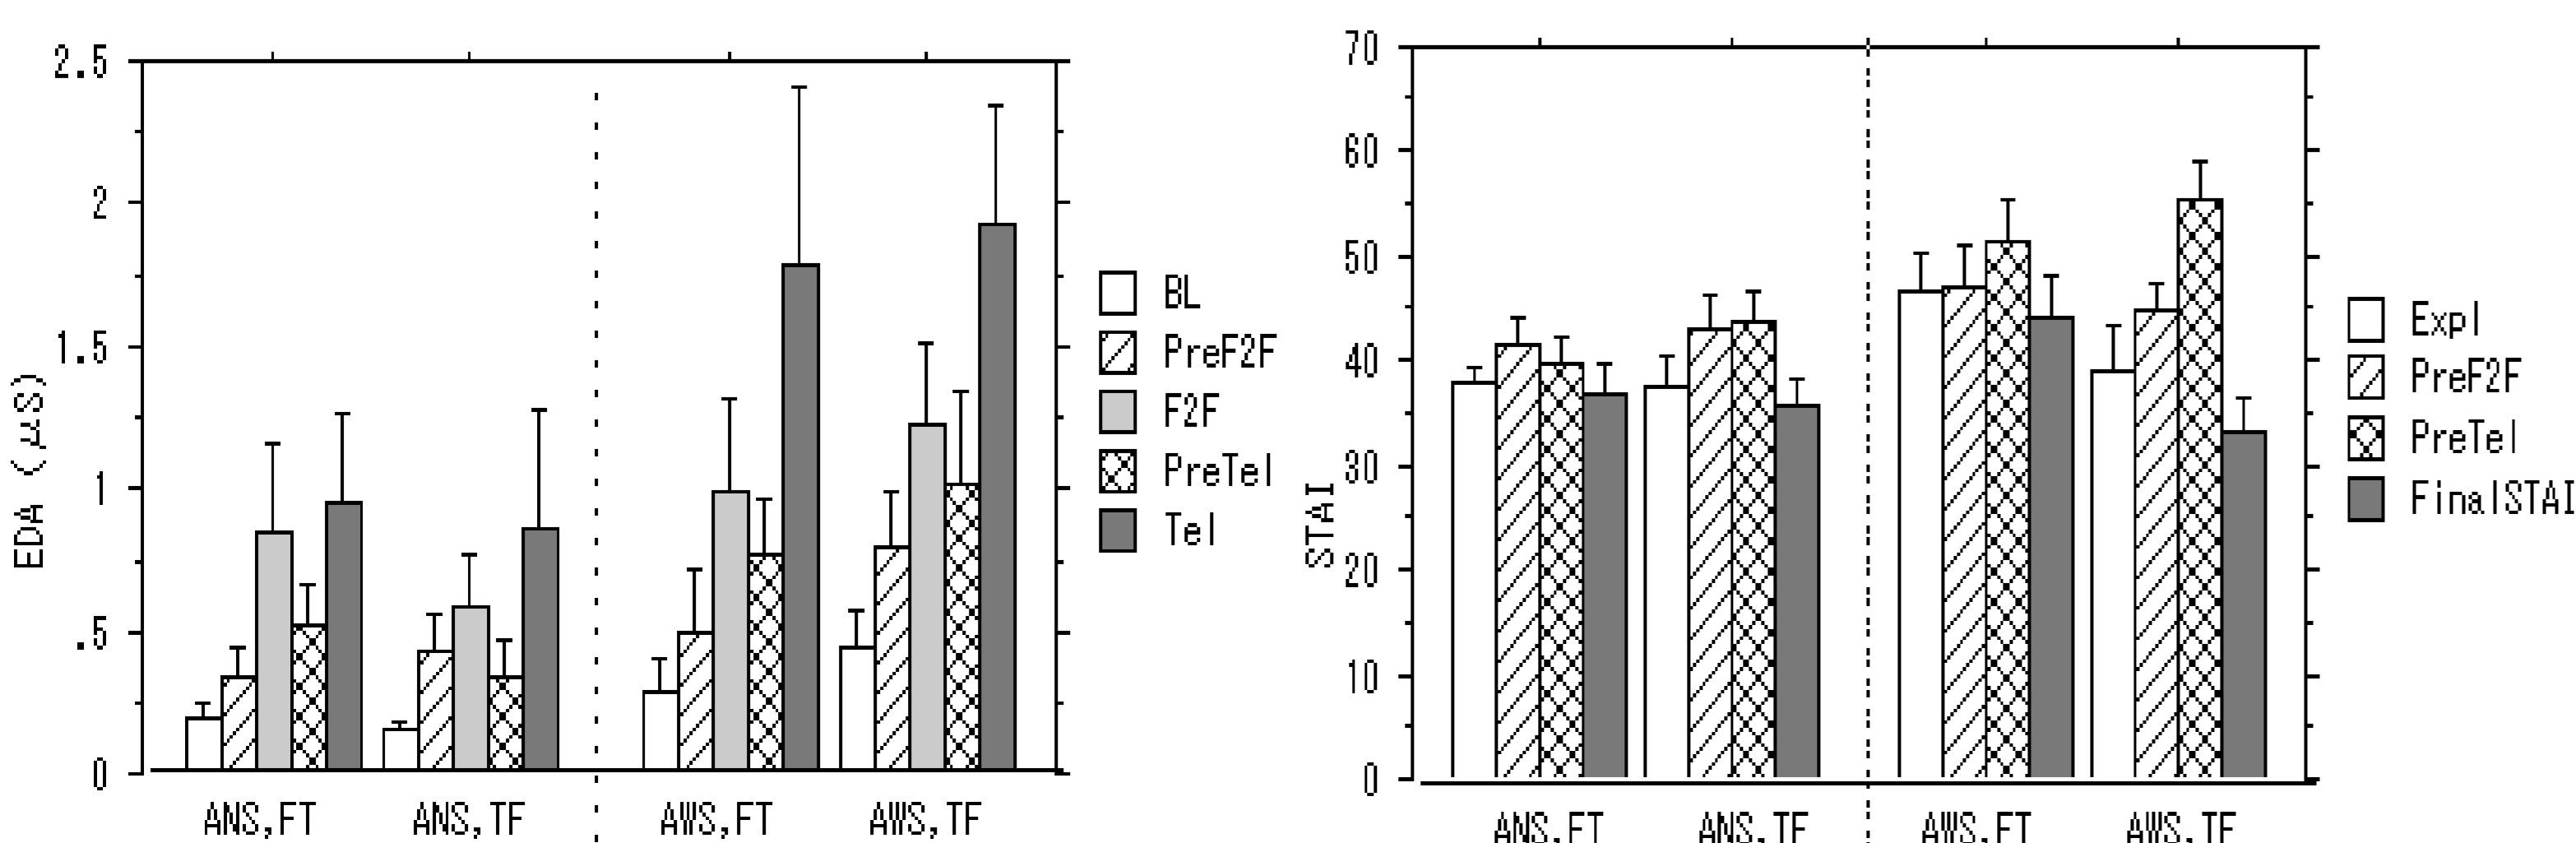 2.5
2
1.5
1
.5
0
EDA (μS)
ANS,FT
ANS,TF
AWS,FT
AWS,TF
BL
PreF2F
F2F
PreTel
Tel
70
60
50
40
30
20
10
0
STAI
ANS,FT
ANS,TF
AWS,FT
AWS,TF
Expl
PreF2F
PreTel
FinalSTAI